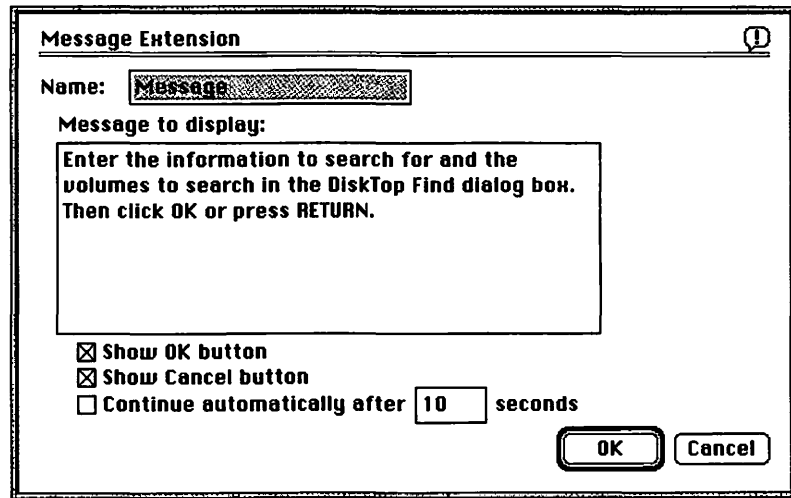 Message Extension
Name: Message
Message to display:
Enter the information to search for and the
volumes to search in the DiskTop Find dialog box.
Then click OK or press RETURN.
Show OK button
Show Cancel button
Continue automatically after 10 seconds
OK Cancel